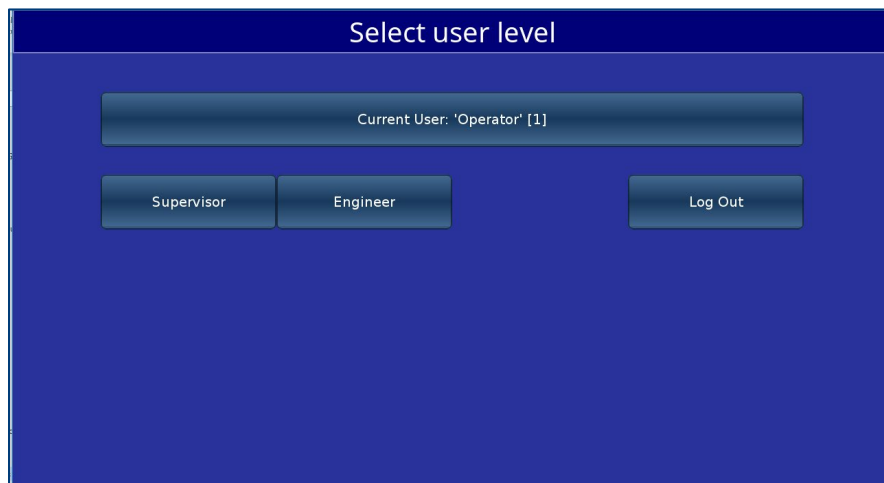 Select user level
Current User: 'Operator' [1]
Supervisor
Engineer
Log Out